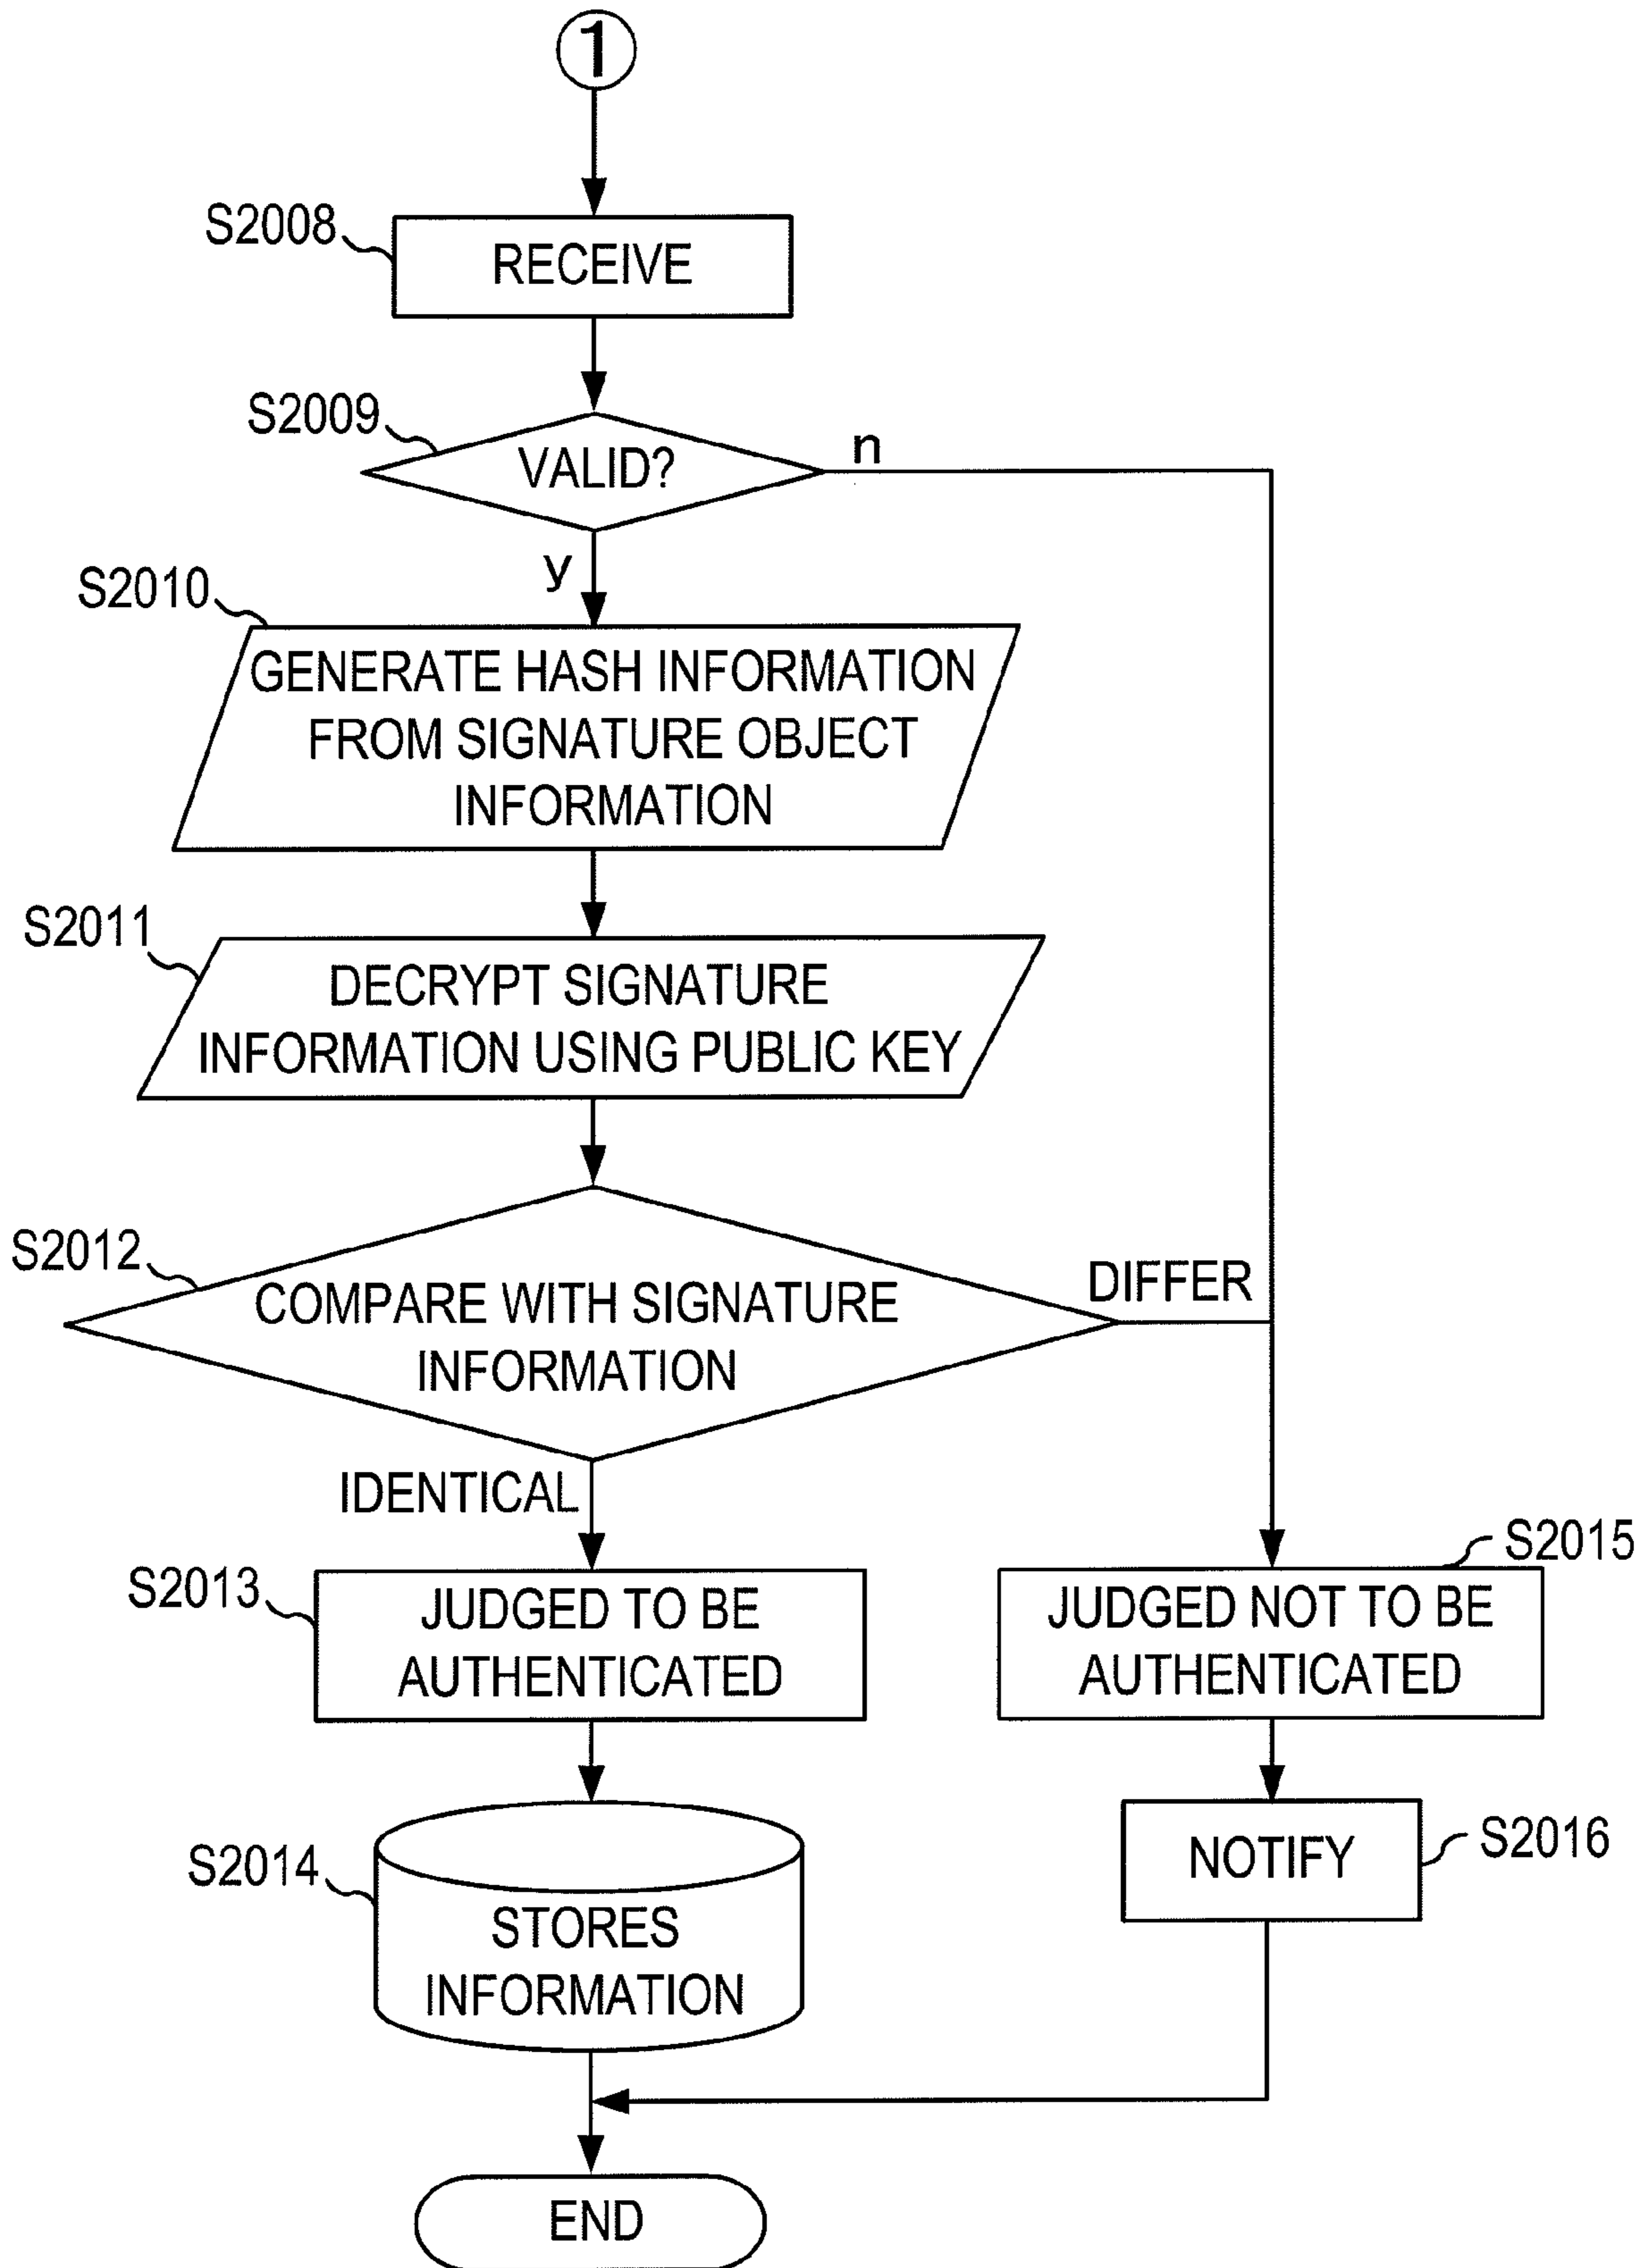 1
S2008
RECEIVE
S2009
VALID?
n
y
S2010
GENERATE HASH INFORMATION
FROM SIGNATURE OBJECT
INFORMATION
S2011
DECRYPT SIGNATURE
INFORMATION USING PUBLIC KEY
S2012
COMPARE WITH SIGNATURE
INFORMATION
DIFFER
IDENTICAL
S2013
JUDGED TO BE
AUTHENTICATED
S2015
JUDGED NOT TO BE
AUTHENTICATED
S2014
STORES
INFORMATION
NOTIFY
S2016
END